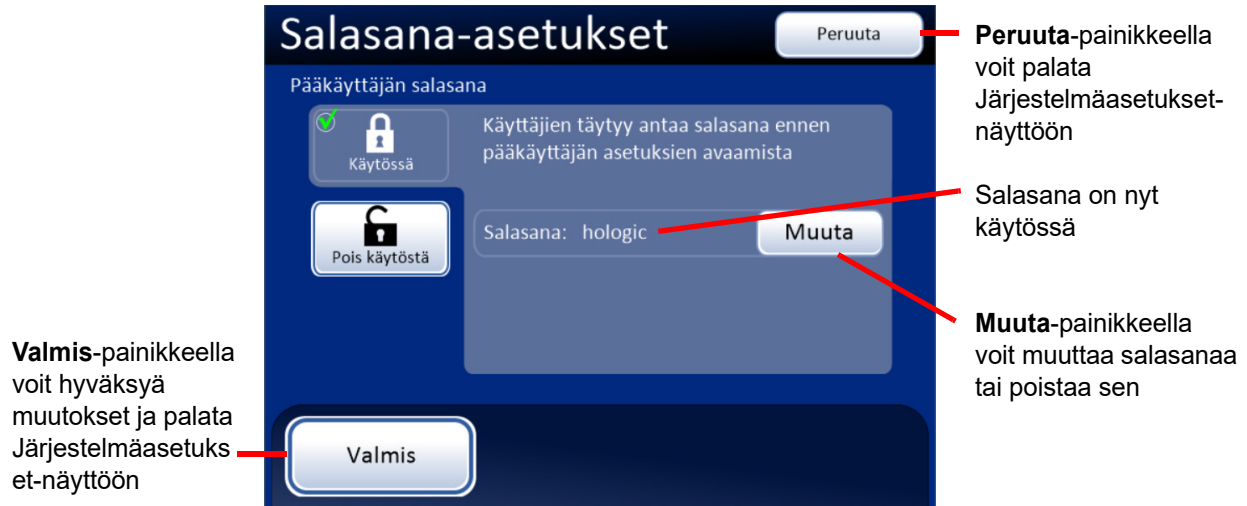 Salasana-asetukset
Peruuta
Pääkäyttäjän salasana
Käytössä
Käyttäjien täytyy antaa salasana ennen
pääkäyttäjän asetuksien avaamista
Pois käytöstä
Salasana: hologic
Muuta
Valmis
Peruuta-painikkeella
voit palata
Järjestelmäasetukset-
näyttöön
Salasana on nyt
käytössä
Muuta-painikkeella
voit muuttaa salasanaa
tai poistaa sen
Valmis-painikkeella
voit hyväksyä
muutokset ja palata
Järjestelmäasetuks
et-näyttöön